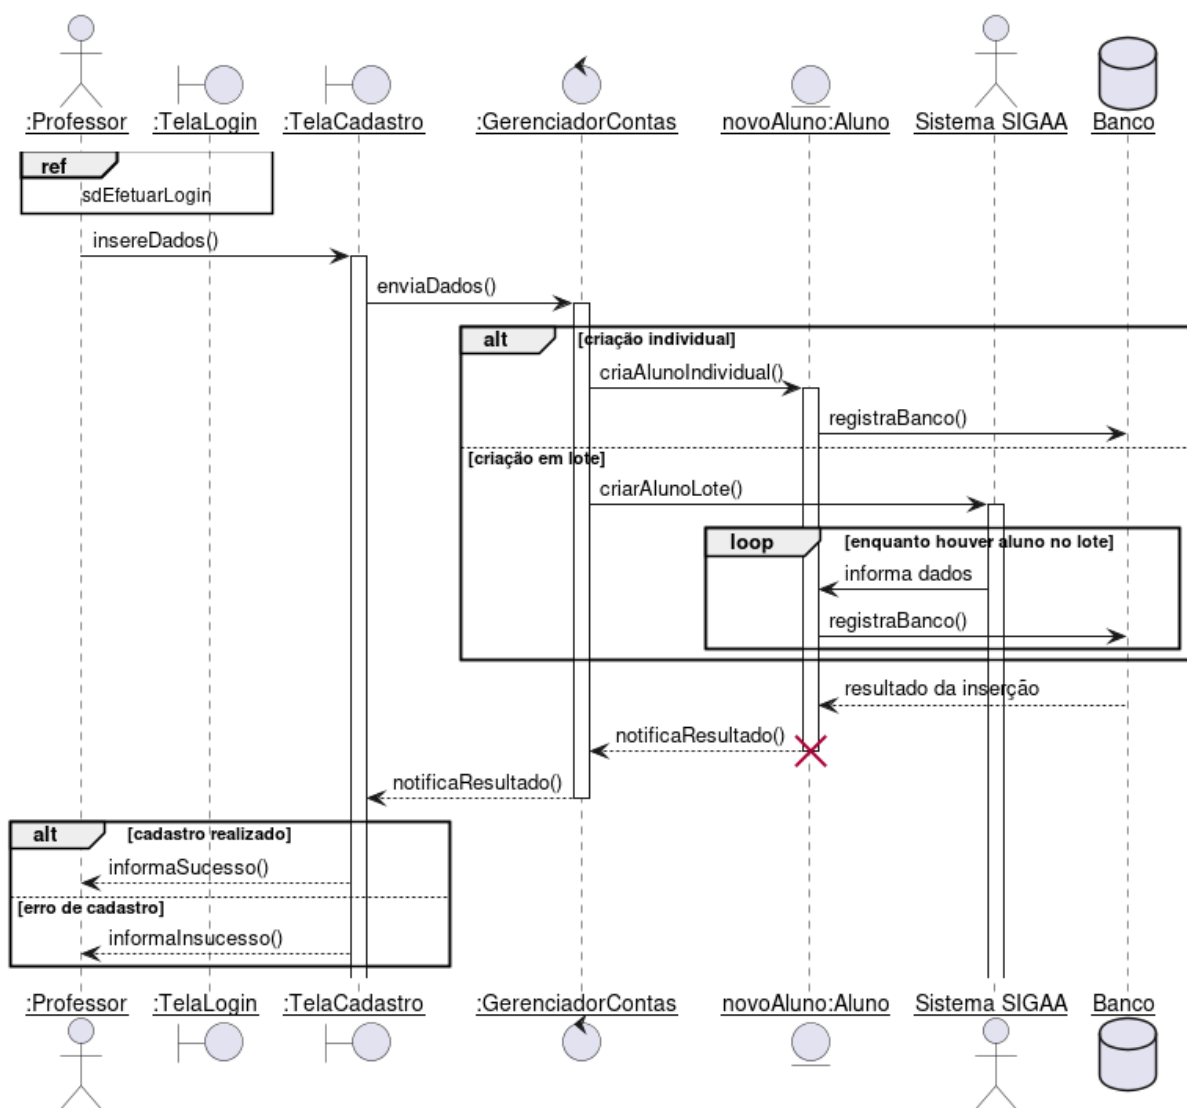 :Professor :TelaLogin :TelaCadastro :GerenciadorContas novoAluno:Aluno Sistema SIGAA Banco
ref
sdEfetuarLogin
insereDados()
enviaDados()
alt [criação individual]
criaAlunoIndividual()
registraBanco()
[criação em lote]
criarAlunoLote()
loop [enquanto houver aluno no lote]
informa dados
registraBanco()
resultado da inserção
notificaResultado()
notificaResultado()
alt [cadastro realizado]
informaSucesso()
[erro de cadastro]
informaInsucesso()
:Professor :TelaLogin :TelaCadastro :GerenciadorContas novoAluno:Aluno Sistema SIGAA Banco